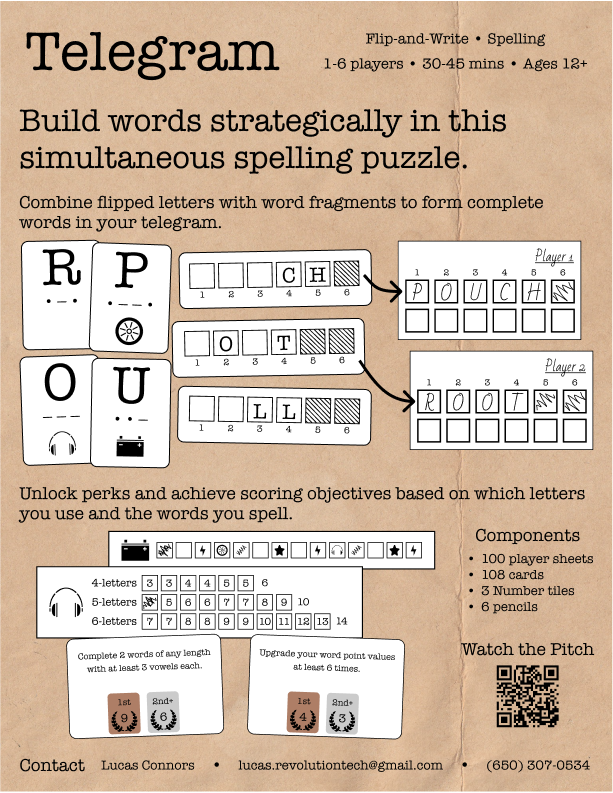 Telegram
Flip-and-Write • Spelling
1-6 players • 30-45 mins • Ages 12+
Build words strategically in this
simultaneous spelling puzzle.
Combine flipped letters with word fragments to form complete
words in your telegram.
R P
O U
C H
1 2 3 4 5 6
O T
1 2 3 4 5 6
L L
1 2 3 4 5 6
Player 1
1 2 3 4 5 6
P O U C H
Player 2
1 2 3 4 5 6
R O O T
Unlock perks and achieve scoring objectives based on which letters
you use and the words you spell.
4-letters 3 3 4 4 5 5 6
5-letters 5 6 6 7 7 8 9 10
6-letters 7 7 8 8 9 9 10 11 12 13 14
Complete 2 words of any length
with at least 3 vowels each.
1st 2nd+
9 6
Upgrade your word point values
at least 6 times.
1st 2nd+
4 3
Components
• 100 player sheets
• 108 cards
• 3 Number tiles
• 6 pencils
Watch the Pitch
Contact Lucas Connors • lucas.revolutiontech@gmail.com • (650) 307-0534